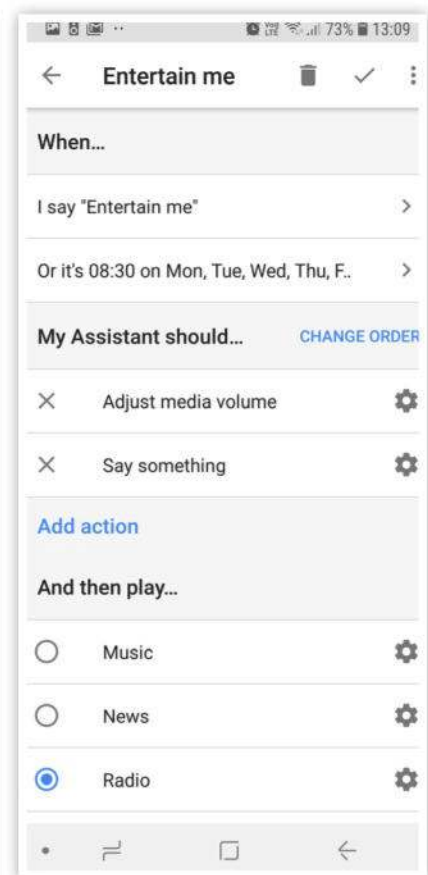 73% 13:09
Entertain me
When...
I say "Entertain me"
Or it's 08:30 on Mon, Tue, Wed, Thu, F..
My Assistant should... CHANGE ORDER
Adjust media volume
Say something
Add action
And then play...
Music
News
Radio